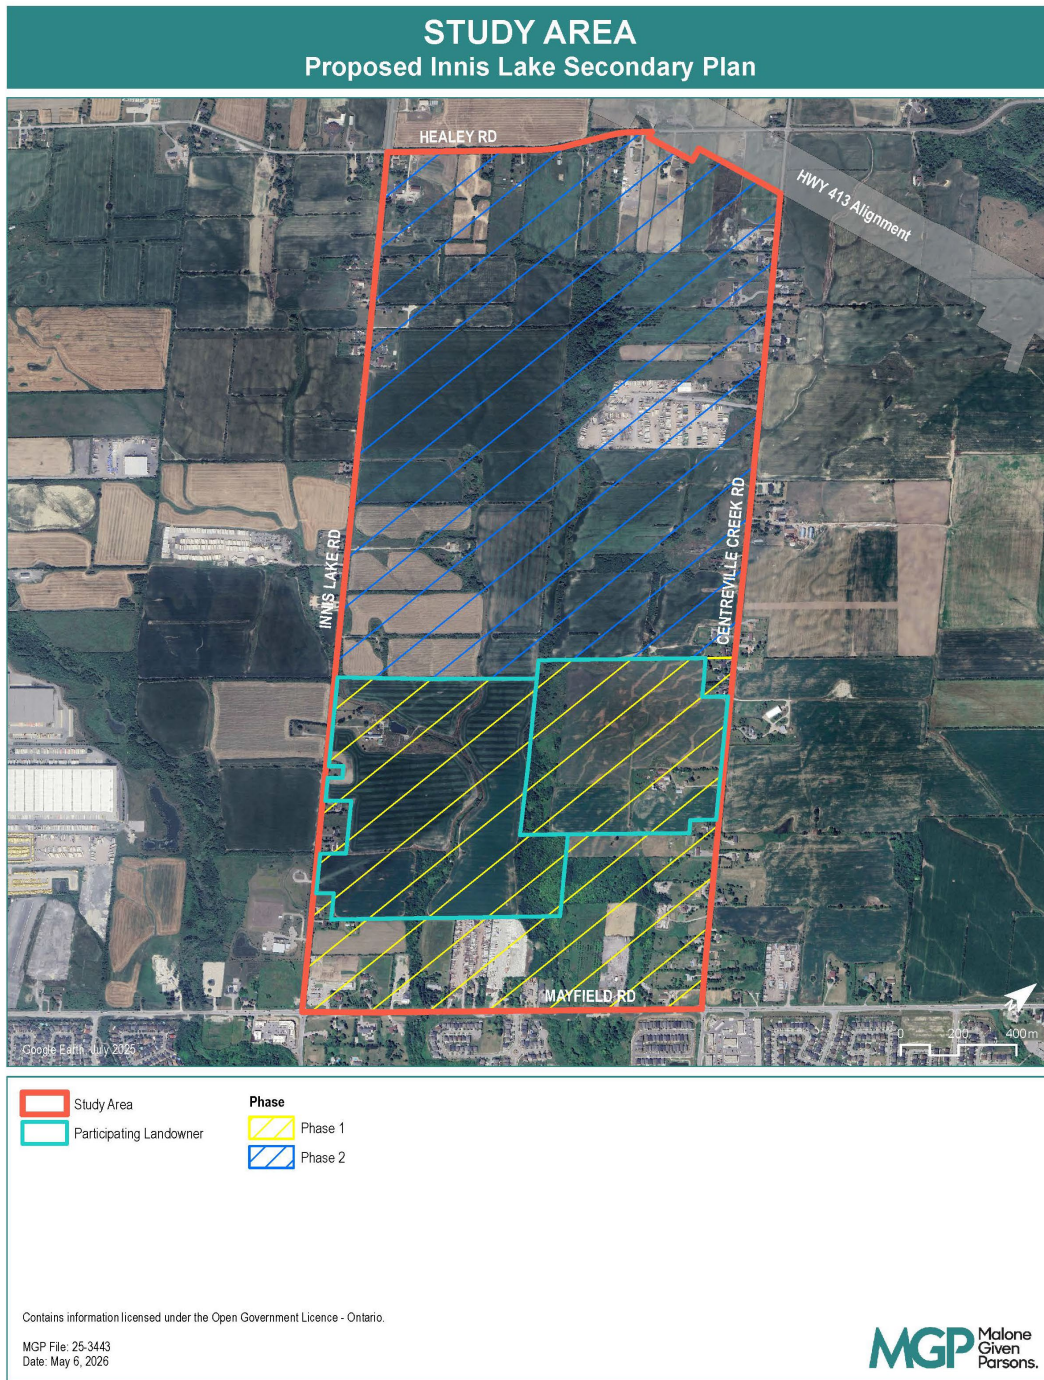 STUDY AREA
Proposed Innis Lake Secondary Plan
HEALEY RD
HWY 413 Alignment
INNIS LAKE RD
CENTREVILLE CREEK RD
MAYFIELD RD
0 200 400 m
Google Earth, July 2025
Study Area
Participating Landowner
Phase
Phase 1
Phase 2
Contains information licensed under the Open Government Licence - Ontario.
MGP File: 25-3443
Date: May 6, 2026
MGP Malone
Given
Parsons.